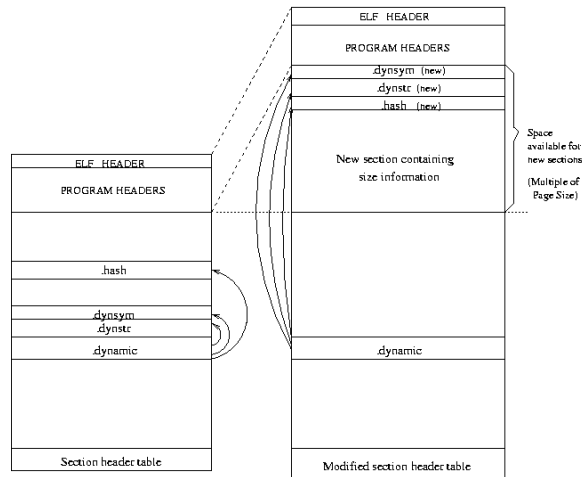 ELF HEADER
PROGRAM HEADERS
.hash
.dynsym
.dynstr
.dynamic
Section header table
ELF HEADER
PROGRAM HEADERS
.dynsym (new)
.dynstr (new)
.hash (new)
New section containing
size information
.dynamic
Modified section header table
Space
available for
new sections
(Multiple of
Page Size)